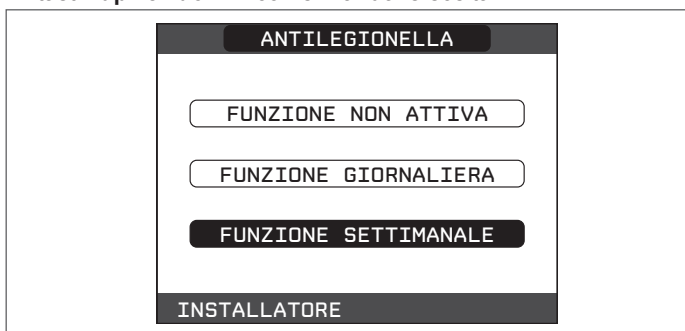 ANTILEGIONELLA
FUNZIONE NON ATTIVA
FUNZIONE GIORNALIERA
FUNZIONE SETTIMANALE
INSTALLATORE